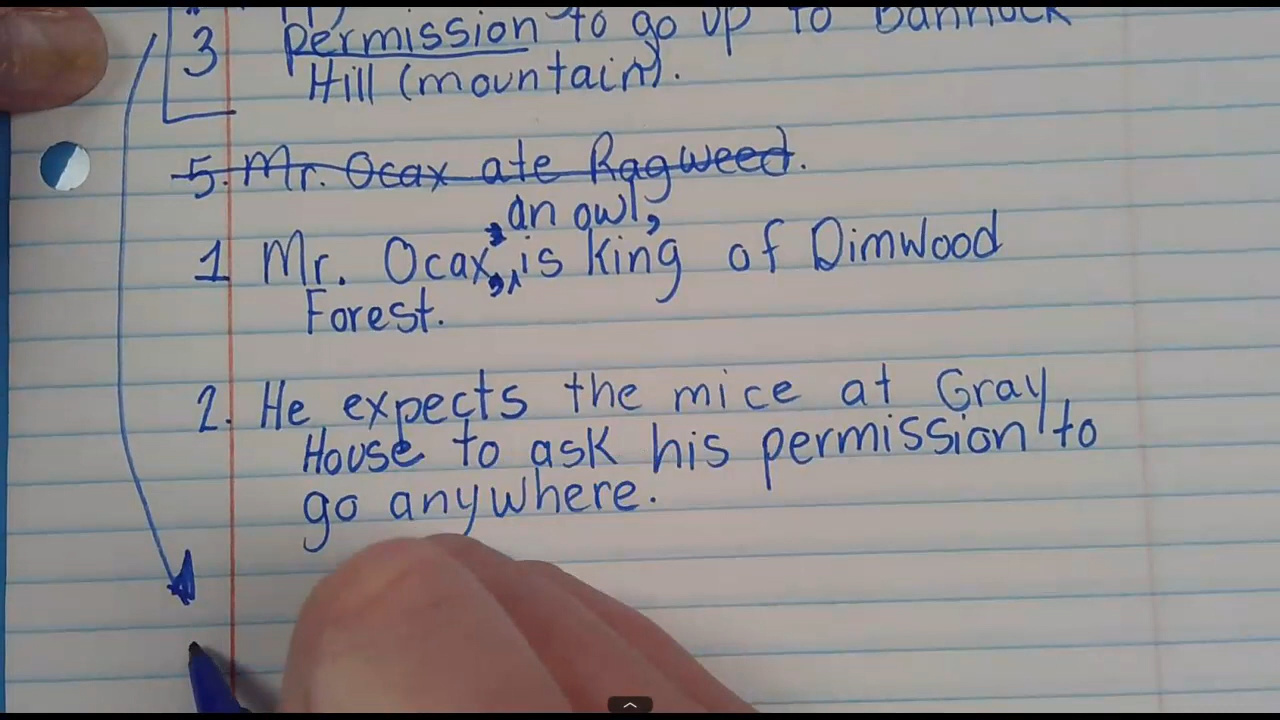 3 permission to go up to Bannock
Hill (mountain).
5. Mr. Ocax ate Ragweed.
, an owl,
1 Mr. Ocax, ^ is King of Dimwood
Forest.
2. He expects the mice at Gray
House to ask his permission to
go anywhere.